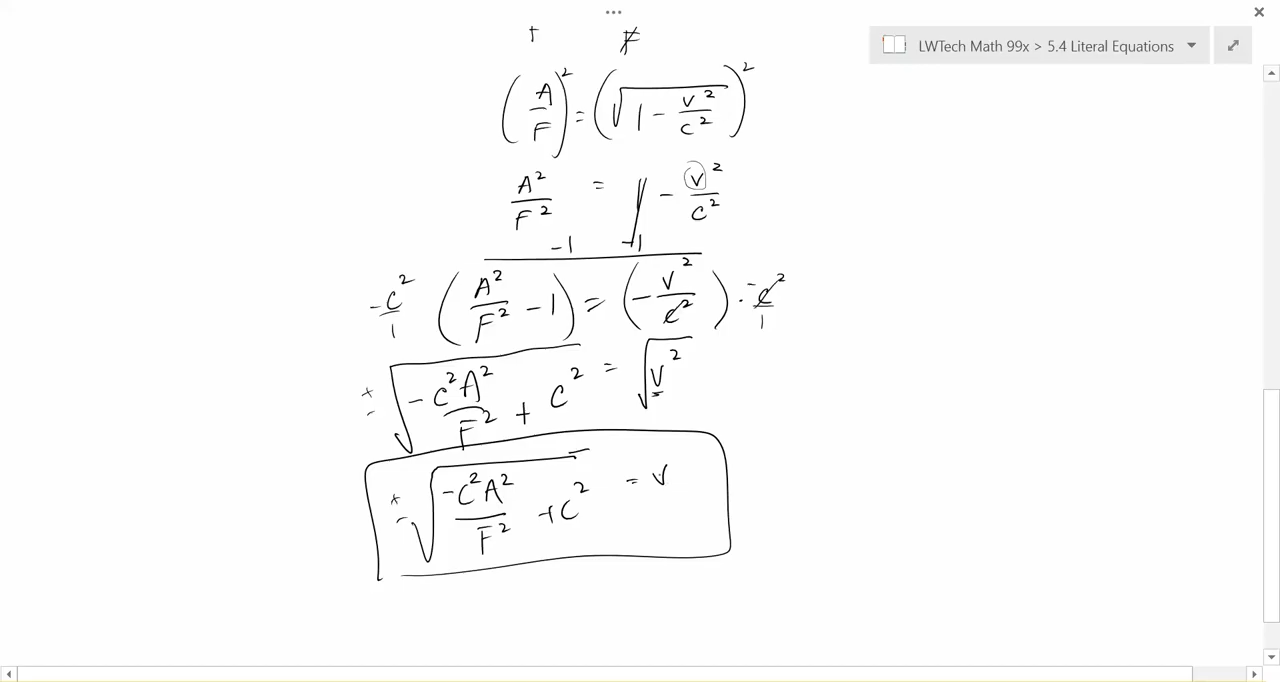 LWTech Math 99x > 5.4 Literal Equations
F F
(A/F)² = (√(1 - v²/c²))²
A²/F² = 1 - v²/c²
-1 -1
-c²/1 (A²/F² - 1) = (-v²/c²) · -c²/1
± √(-c²A²/F² + c²) = √v²
± √(-c²A²/F² + c²) = v